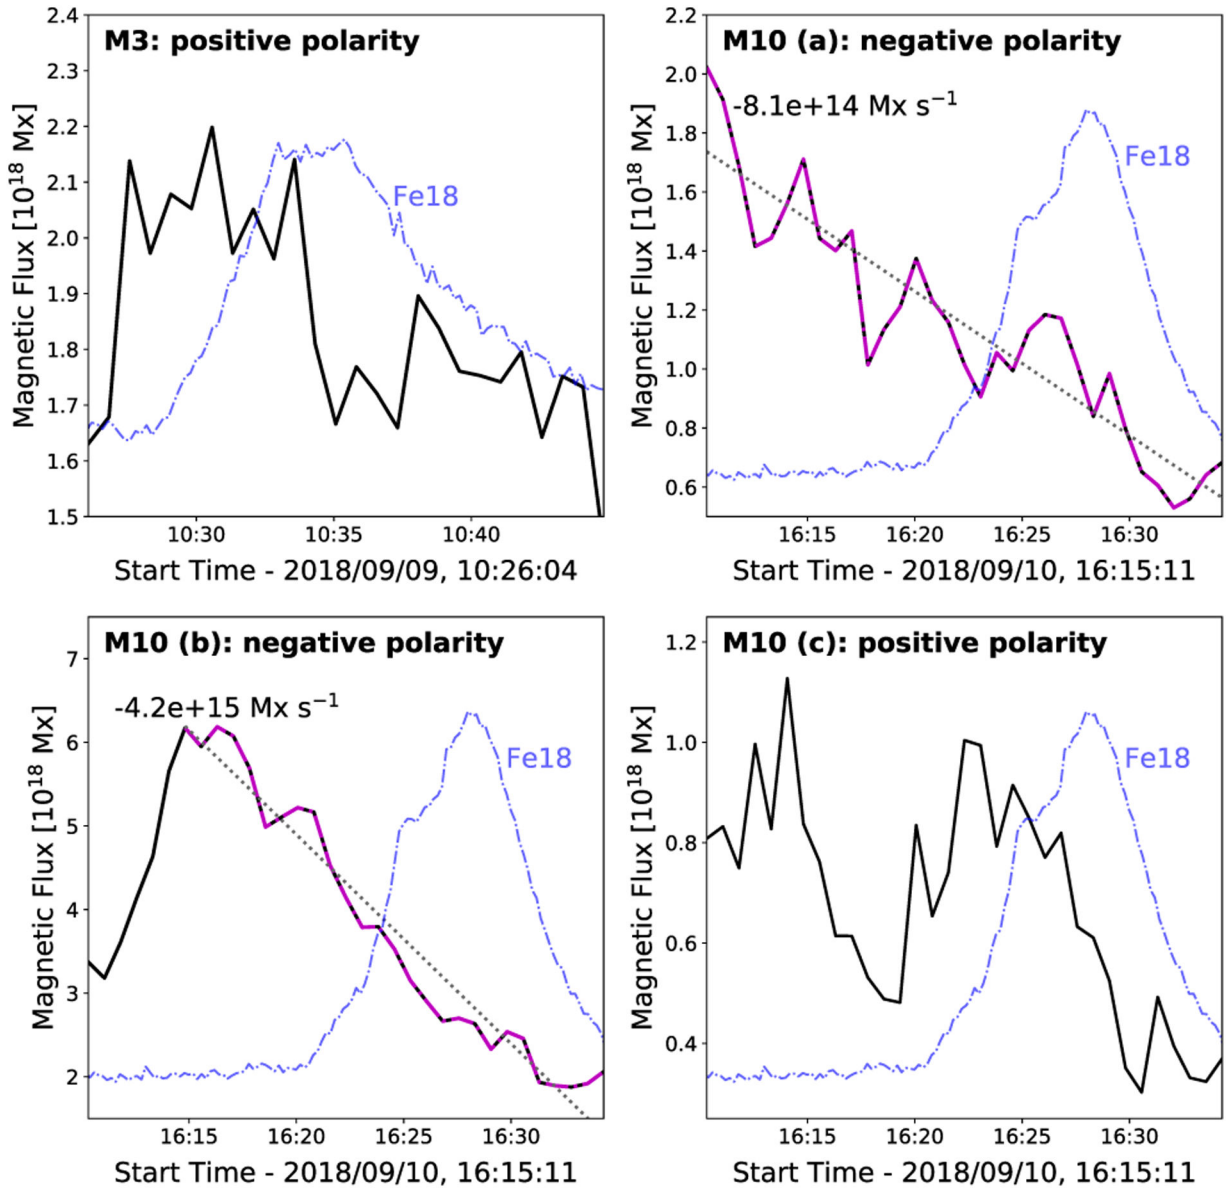 M3: positive polarity
2.4
2.3
2.2
2.1
2.0
1.9
1.8
1.7
1.6
1.5
Magnetic Flux [10¹⁸ Mx]
Fe18
10:30 10:35 10:40
Start Time - 2018/09/09, 10:26:04
M10 (a): negative polarity
-8.1e+14 Mx s⁻¹
2.2
2.0
1.8
1.6
1.4
1.2
1.0
0.8
0.6
Magnetic Flux [10¹⁸ Mx]
Fe18
16:15 16:20 16:25 16:30
Start Time - 2018/09/10, 16:15:11
M10 (b): negative polarity
-4.2e+15 Mx s⁻¹
7
6
5
4
3
2
Magnetic Flux [10¹⁸ Mx]
Fe18
16:15 16:20 16:25 16:30
Start Time - 2018/09/10, 16:15:11
M10 (c): positive polarity
1.2
1.0
0.8
0.6
0.4
Magnetic Flux [10¹⁸ Mx]
Fe18
16:15 16:20 16:25 16:30
Start Time - 2018/09/10, 16:15:11